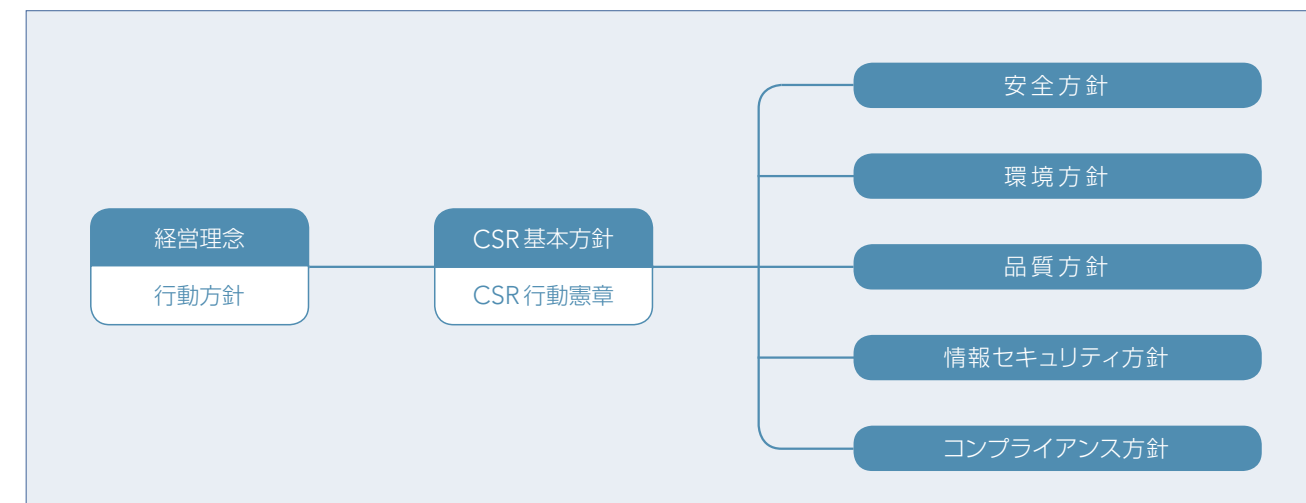 経営理念
行動方針
CSR基本方針
CSR行動憲章
安全方針
環境方針
品質方針
情報セキュリティ方針
コンプライアンス方針